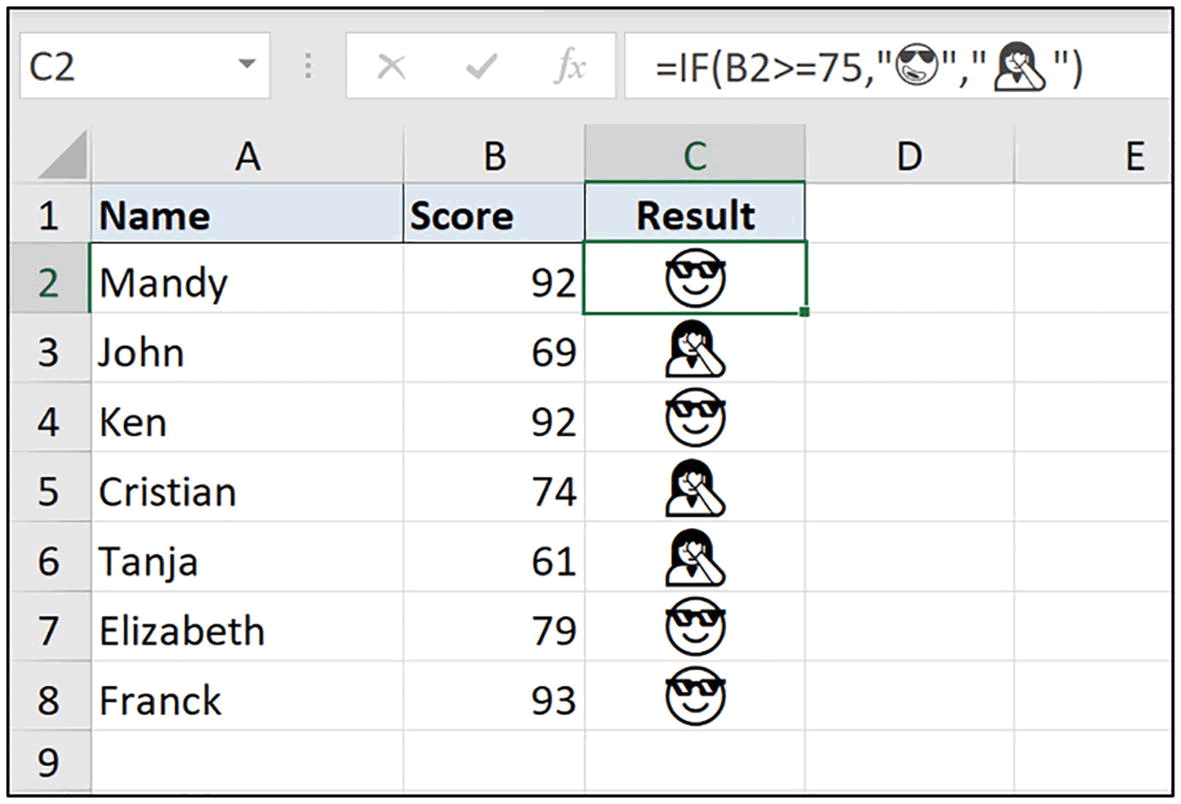 C2 fx =IF(B2>=75,"😎","🤦‍♀️ ")
A B C D E
1 Name Score Result
2 Mandy 92 😎
3 John 69 🤦‍♀️
4 Ken 92 😎
5 Cristian 74 🤦‍♀️
6 Tanja 61 🤦‍♀️
7 Elizabeth 79 😎
8 Franck 93 😎
9